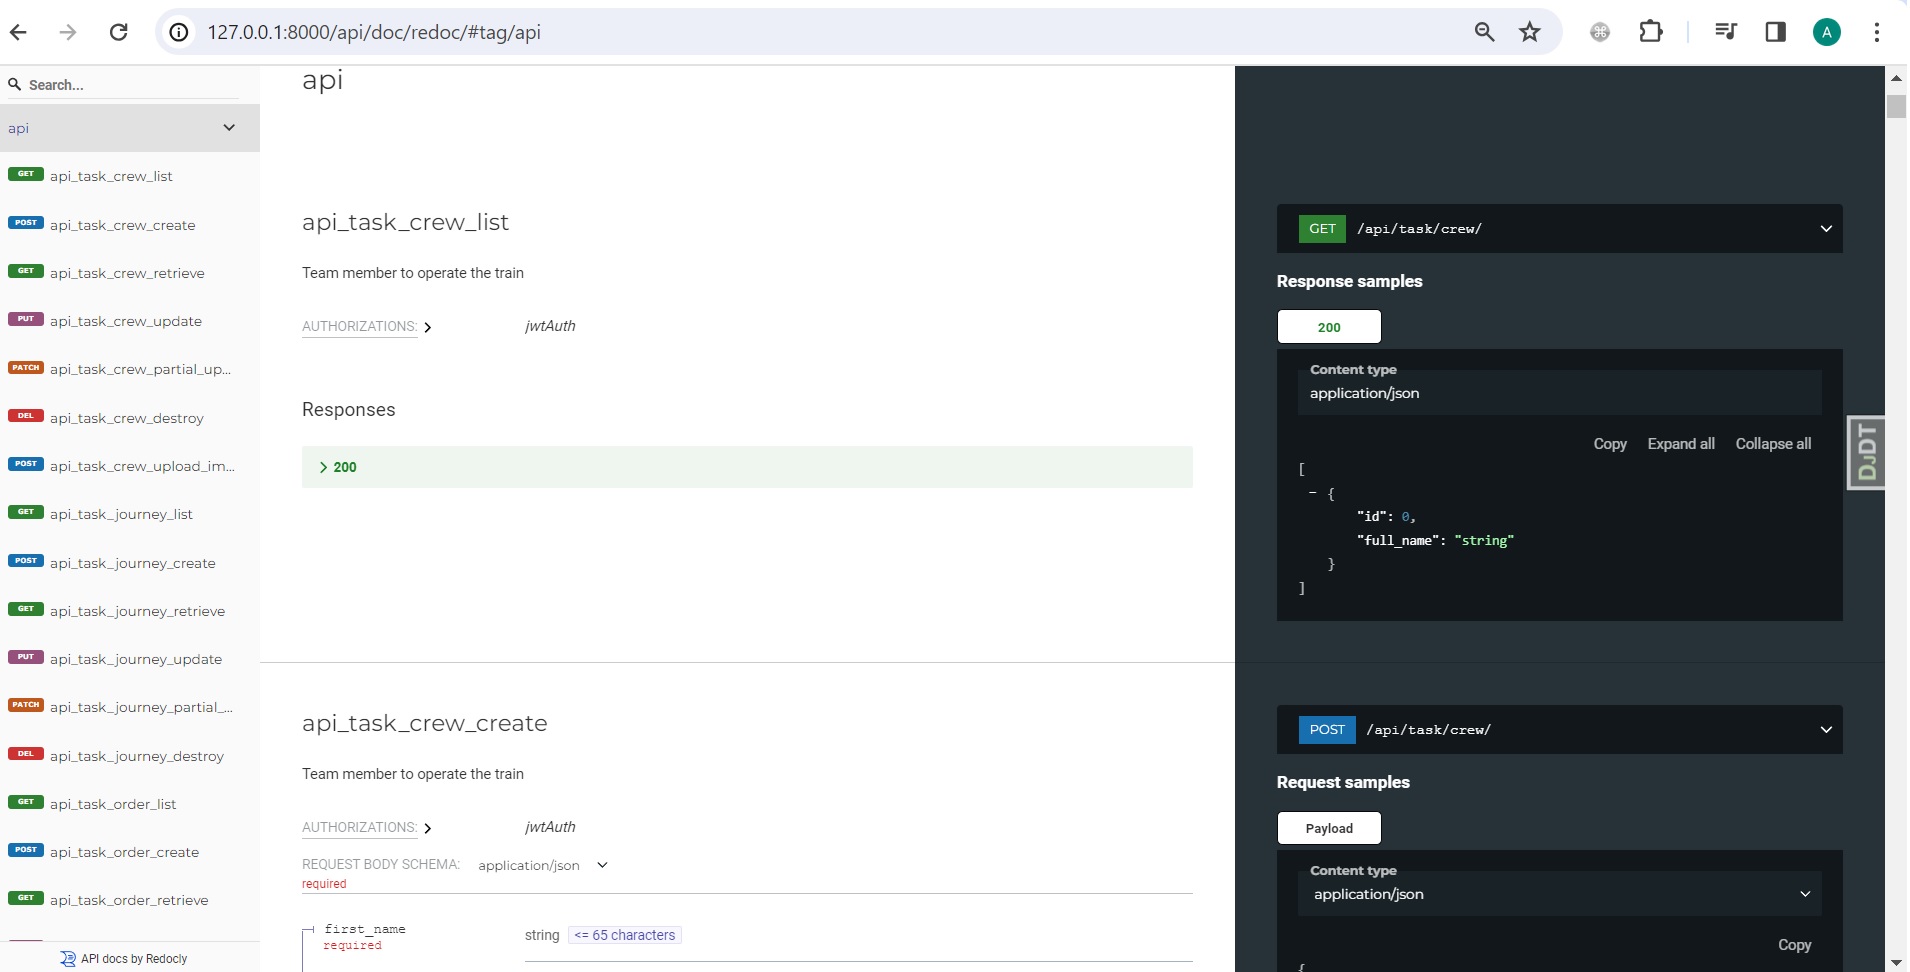 127.0.0.1:8000/api/doc/redoc/#tag/api
A
Search...
api
GET api_task_crew_list
POST api_task_crew_create
GET api_task_crew_retrieve
PUT api_task_crew_update
PATCH api_task_crew_partial_up...
DEL api_task_crew_destroy
POST api_task_crew_upload_im...
GET api_task_journey_list
POST api_task_journey_create
GET api_task_journey_retrieve
PUT api_task_journey_update
PATCH api_task_journey_partial_...
DEL api_task_journey_destroy
GET api_task_order_list
POST api_task_order_create
GET api_task_order_retrieve
API docs by Redocly
api
api_task_crew_list
Team member to operate the train
AUTHORIZATIONS: jwtAuth
Responses
200
GET /api/task/crew/
Response samples
200
Content type
application/json
Copy Expand all Collapse all
[
- {
"id": 0,
"full_name": "string"
}
]
DJDT
api_task_crew_create
Team member to operate the train
AUTHORIZATIONS: jwtAuth
REQUEST BODY SCHEMA: application/json
required
first_name
required
string <= 65 characters
POST /api/task/crew/
Request samples
Payload
Content type
application/json
Copy
{